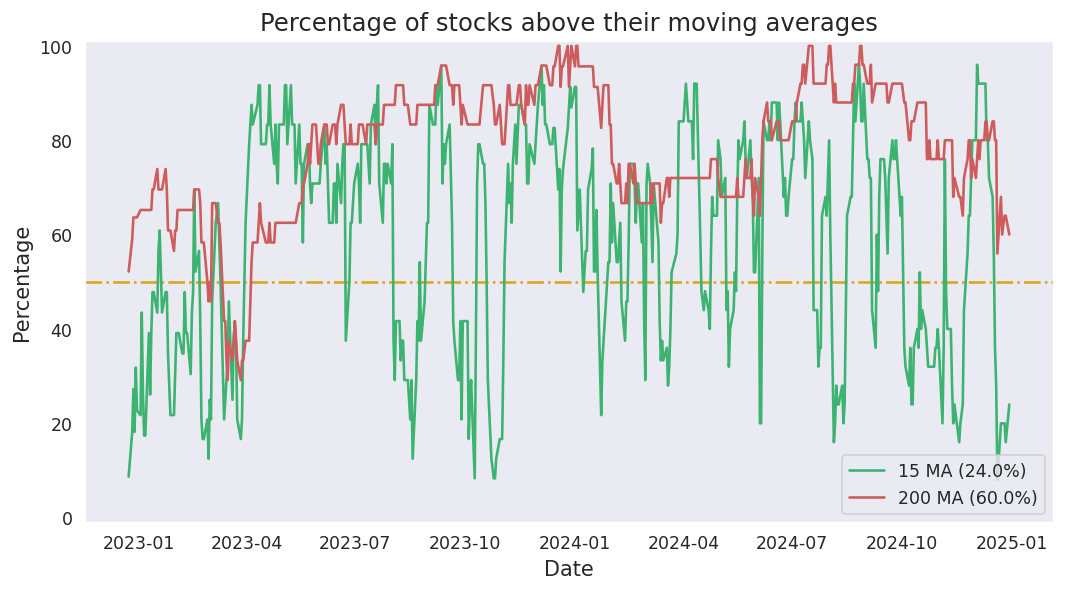 Percentage of stocks above their moving averages
Percentage
100
80
60
40
20
0
15 MA (24.0%)
200 MA (60.0%)
2023-01 2023-04 2023-07 2023-10 2024-01 2024-04 2024-07 2024-10 2025-01
Date